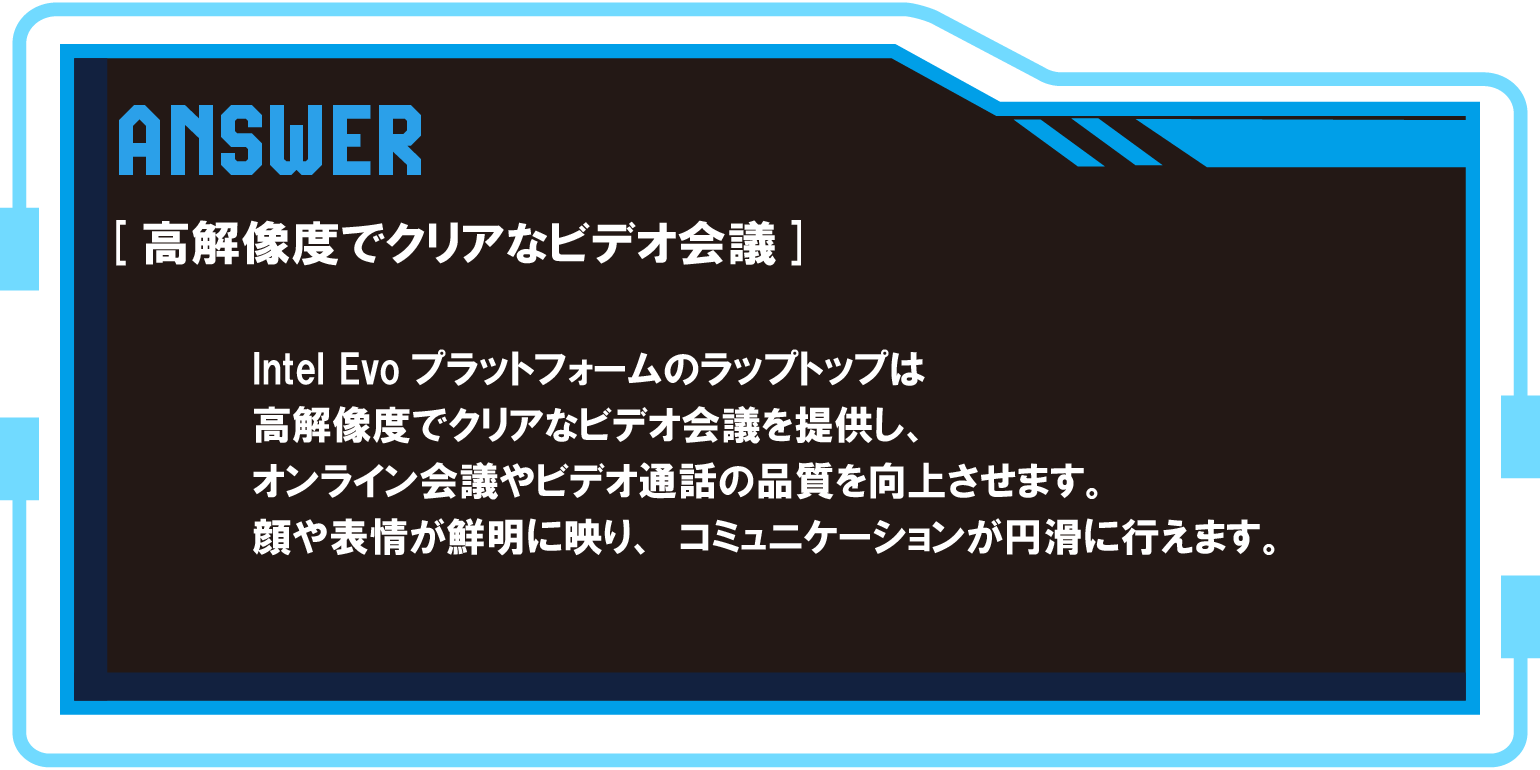 ANSWER
[ 高解像度でクリアなビデオ会議 ]
Intel Evo プラットフォームのラップトップは
高解像度でクリアなビデオ会議を提供し、
オンライン会議やビデオ通話の品質を向上させます。
顔や表情が鮮明に映り、 コミュニケーションが円滑に行えます。